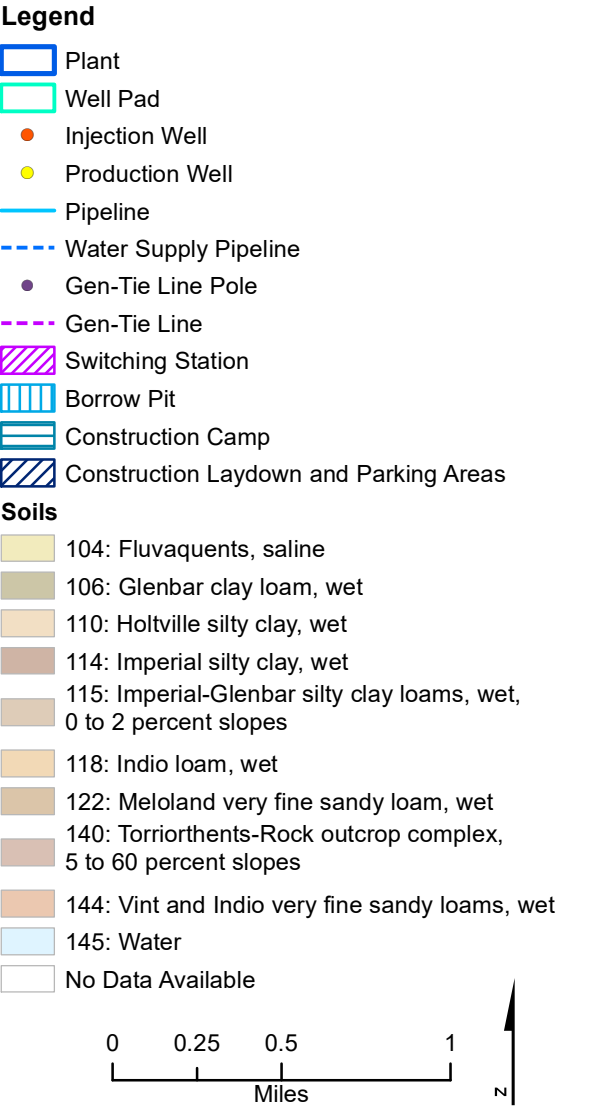 Legend
Plant
Well Pad
Injection Well
Production Well
Pipeline
Water Supply Pipeline
Gen-Tie Line Pole
Gen-Tie Line
Switching Station
Borrow Pit
Construction Camp
Construction Laydown and Parking Areas
Soils
104: Fluvaquents, saline
106: Glenbar clay loam, wet
110: Holtville silty clay, wet
114: Imperial silty clay, wet
115: Imperial-Glenbar silty clay loams, wet,
0 to 2 percent slopes
118: Indio loam, wet
122: Meloland very fine sandy loam, wet
140: Torriorthents-Rock outcrop complex,
5 to 60 percent slopes
144: Vint and Indio very fine sandy loams, wet
145: Water
No Data Available
0 0.25 0.5 1
Miles
N